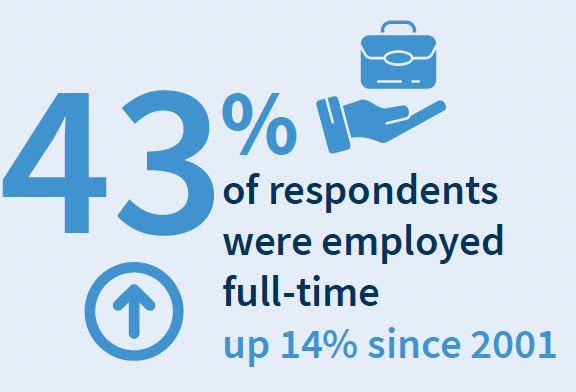 43%
of respondents
were employed
full-time
up 14% since 2001